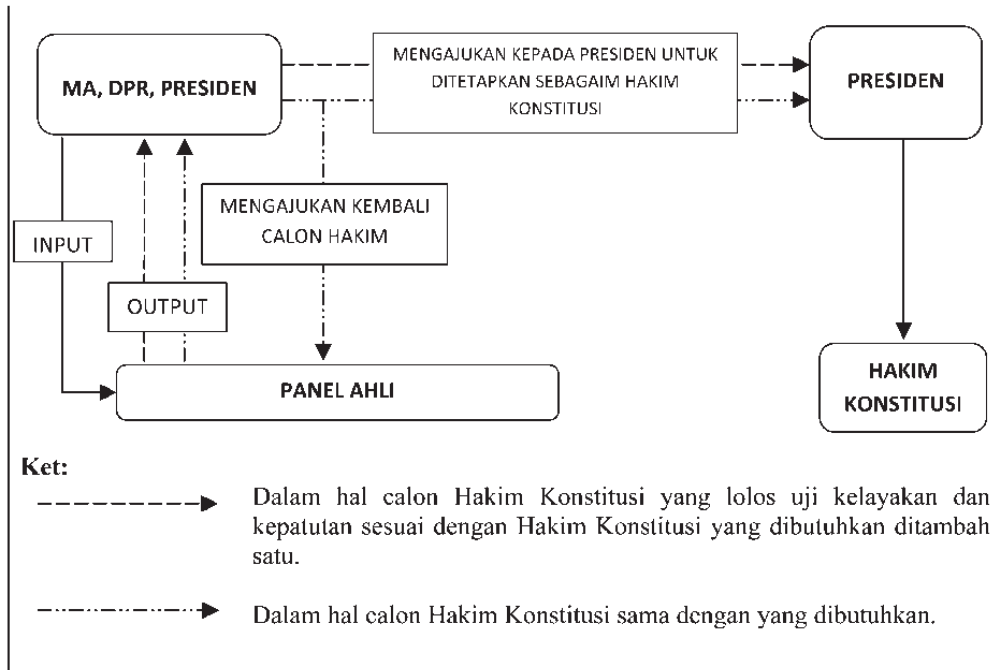 MA, DPR, PRESIDEN
MENGAJUKAN KEPADA PRESIDEN UNTUK
DITETAPKAN SEBAGAIM HAKIM
KONSTITUSI
PRESIDEN
MENGAJUKAN KEMBALI
CALON HAKIM
INPUT
OUTPUT
PANEL AHLI
HAKIM
KONSTITUSI
Ket:
Dalam hal calon Hakim Konstitusi yang lolos uji kelayakan dan
kepatutan sesuai dengan Hakim Konstitusi yang dibutuhkan ditambah
satu.
Dalam hal calon Hakim Konstitusi sama dengan yang dibutuhkan.